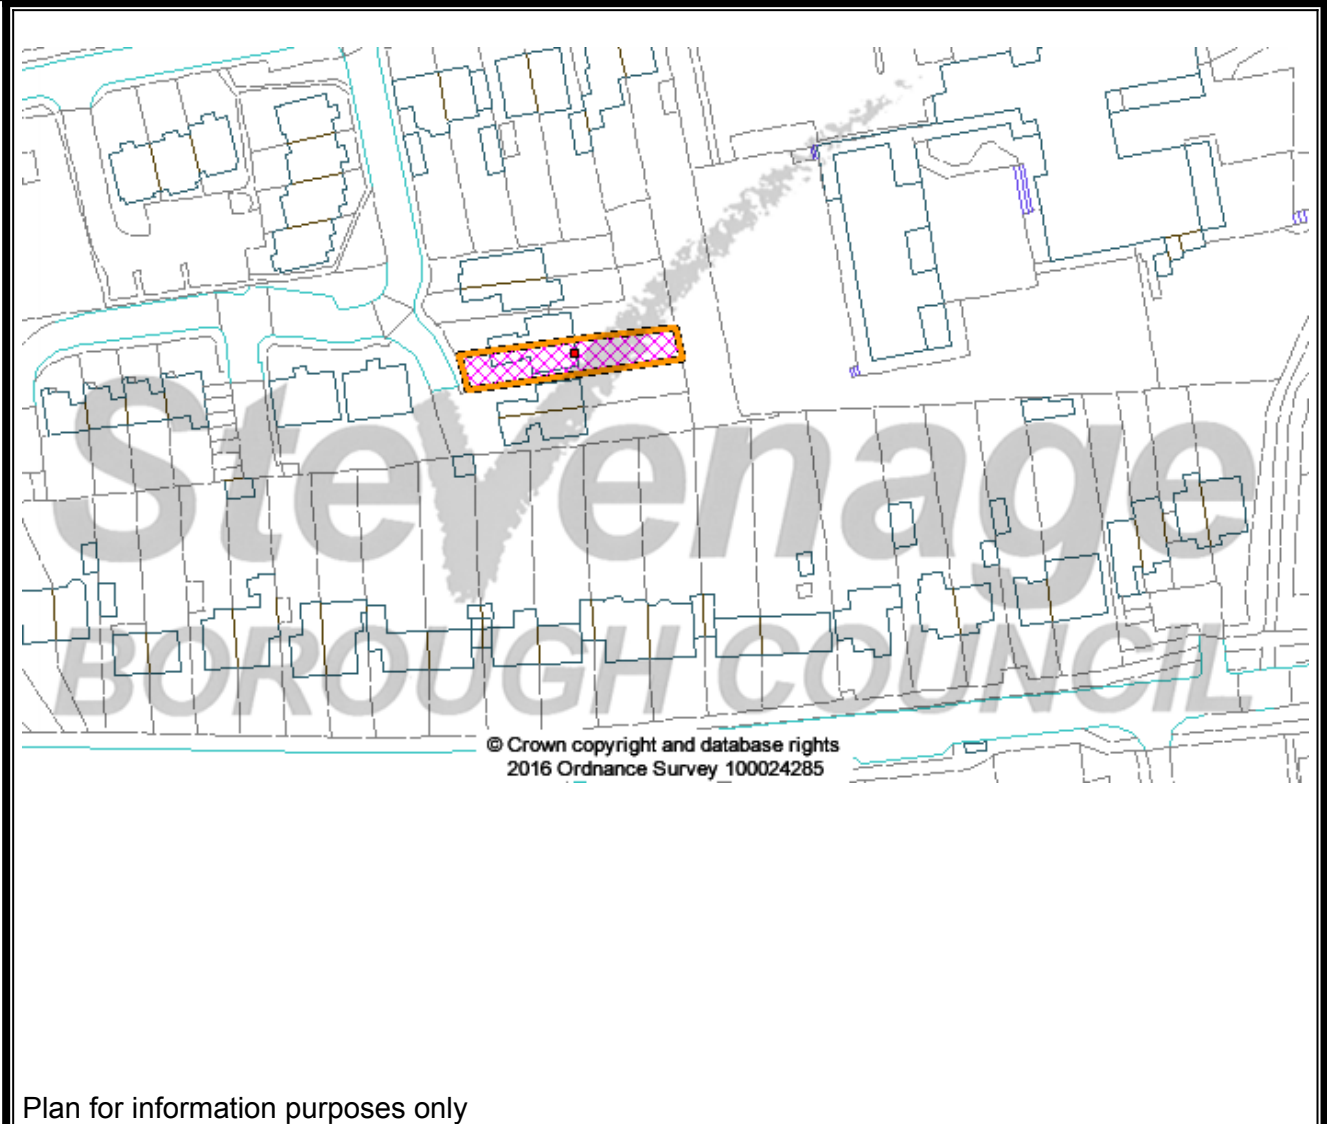 Stevenage
BOROUGH COUNCIL
© Crown copyright and database rights
2016 Ordnance Survey 100024285
Plan for information purposes only